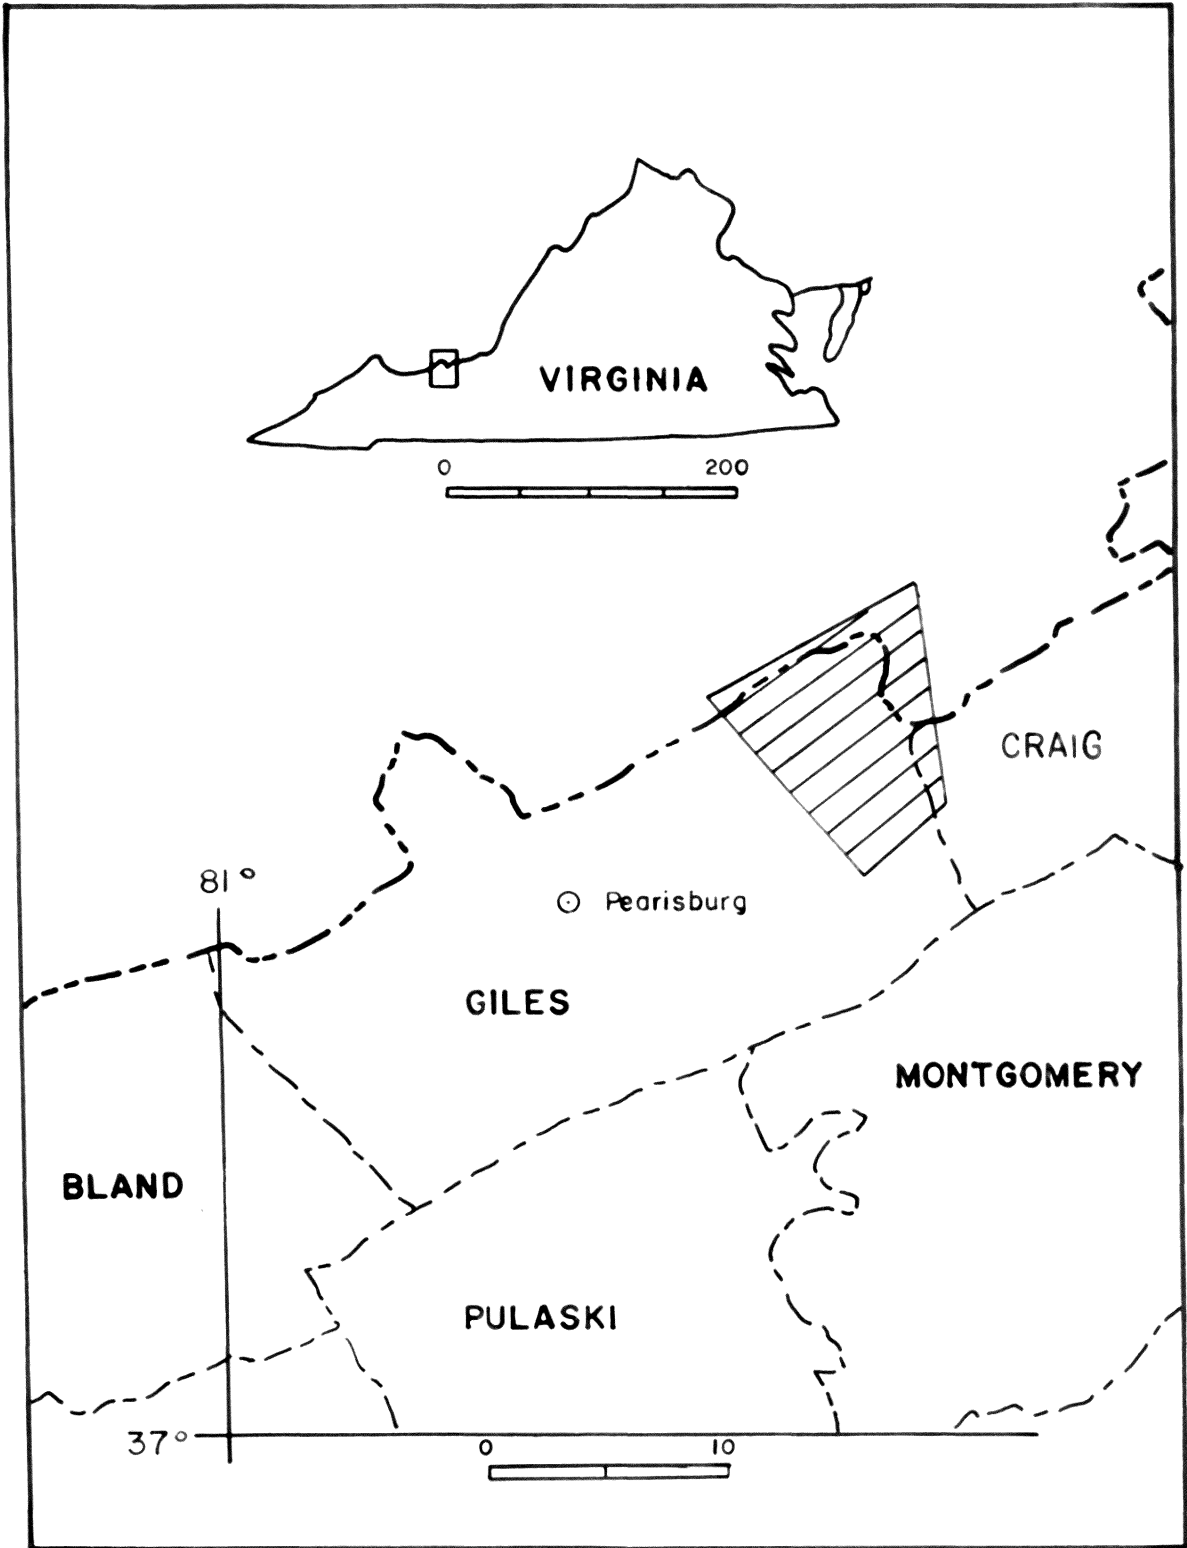 VIRGINIA
0 200
CRAIG
81°
Pearisburg
GILES
MONTGOMERY
BLAND
PULASKI
37°
0 10